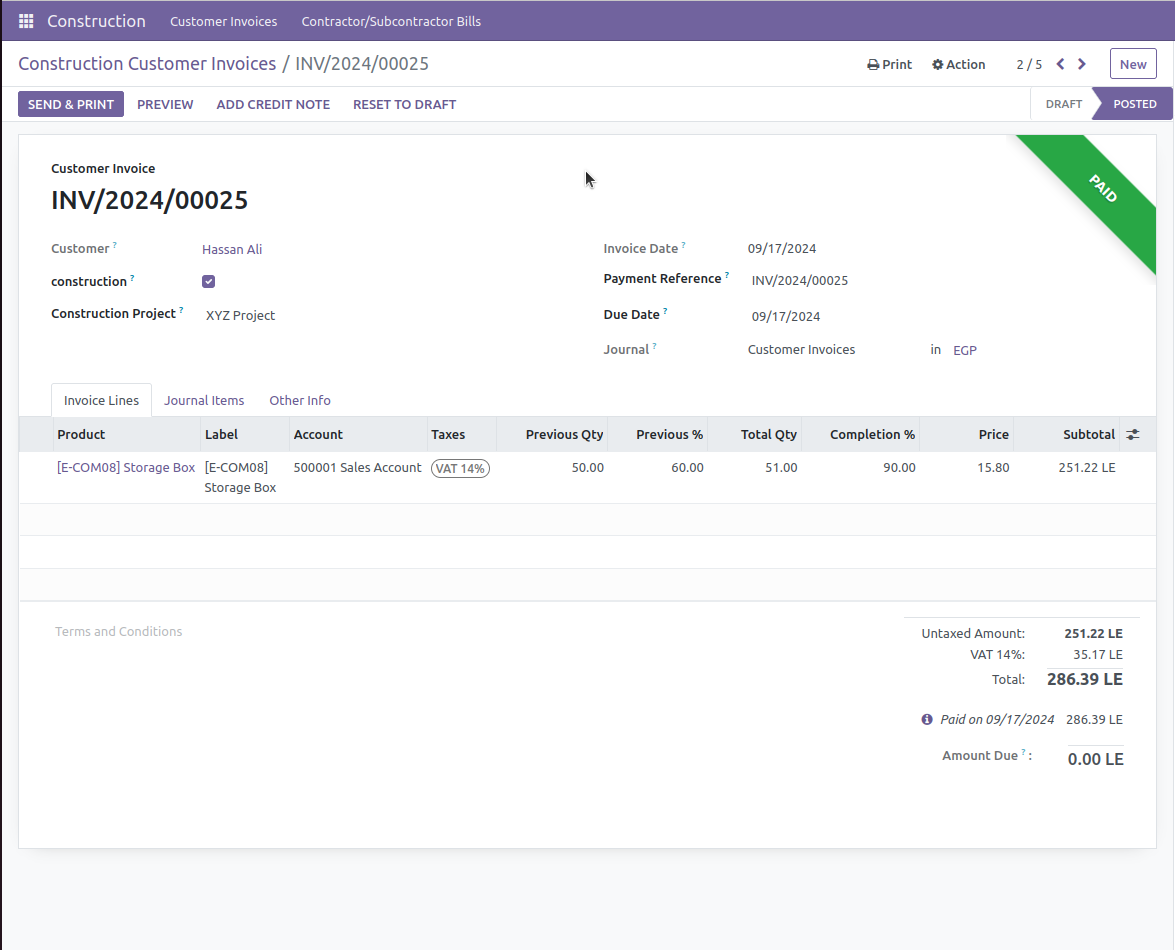 Construction Customer Invoices Contractor/Subcontractor Bills
Construction Customer Invoices / INV/2024/00025 Print Action 2 / 5 New
SEND & PRINT PREVIEW ADD CREDIT NOTE RESET TO DRAFT DRAFT POSTED
PAID
Customer Invoice
INV/2024/00025
Customer ? Hassan Ali Invoice Date ? 09/17/2024
construction ? Payment Reference ? INV/2024/00025
Construction Project ? XYZ Project Due Date ? 09/17/2024
Journal ? Customer Invoices in EGP
Invoice Lines Journal Items Other Info
Product Label Account Taxes Previous Qty Previous % Total Qty Completion % Price Subtotal
[E-COM08] Storage Box [E-COM08] 500001 Sales Account VAT 14% 50.00 60.00 51.00 90.00 15.80 251.22 LE
Storage Box
Terms and Conditions
Untaxed Amount: 251.22 LE
VAT 14%: 35.17 LE
Total: 286.39 LE
Paid on 09/17/2024 286.39 LE
Amount Due ? : 0.00 LE